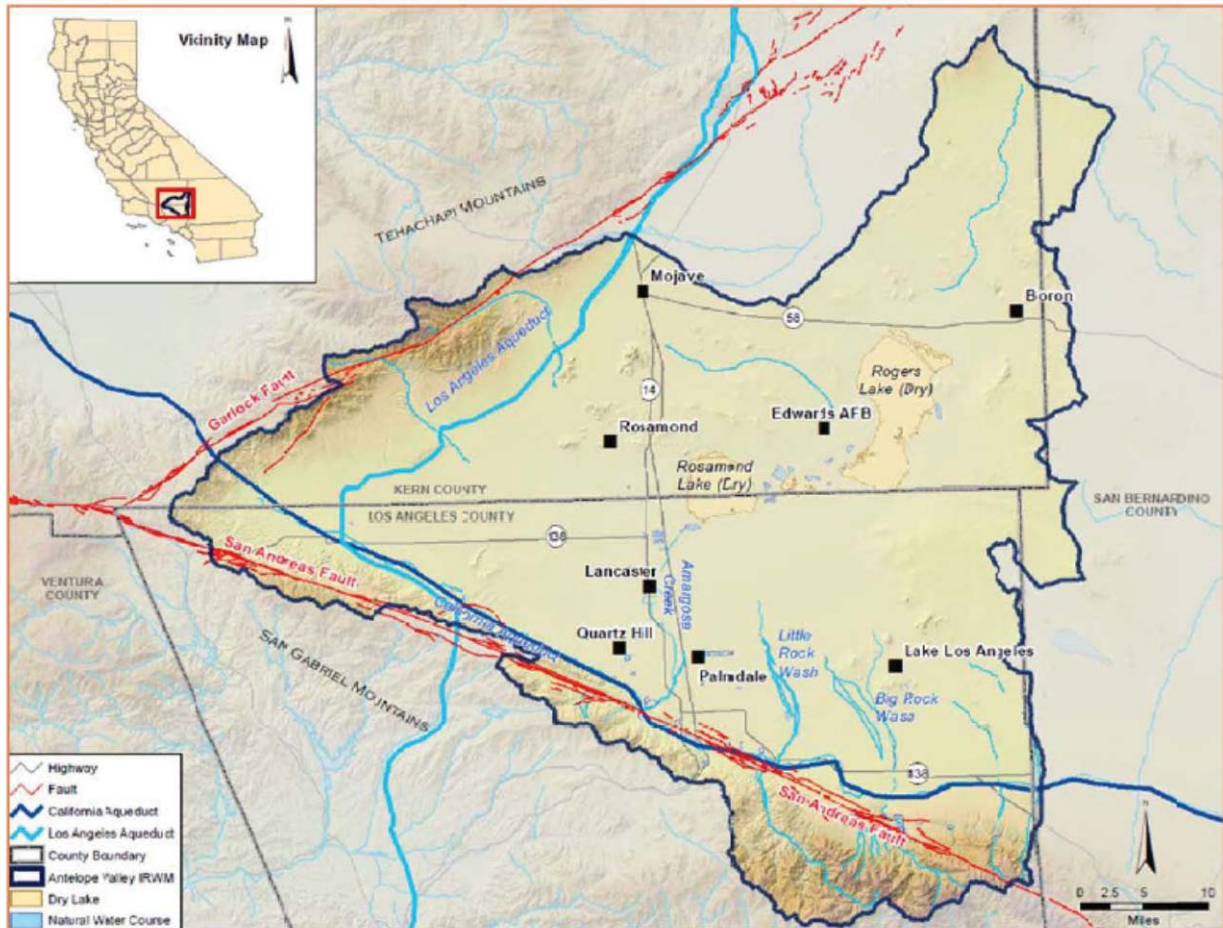 Vicinity Map
N
TEHACHAPI MOUNTAINS
Mojave
Boron
58
Los Angeles Aqueduct
Rogers
Lake (Dry)
Garlock Fault
14
Edwards AFB
Rosamond
Rosamond
Lake (Dry)
KERN COUNTY
LOS ANGELES COUNTY
SAN BERNARDINO
COUNTY
138
San Andreas Fault
VENTURA
COUNTY
Lancaster
Amargose
Creek
California Aqueduct
Quartz Hill
Little
Rock
Wash
Lake Los Angeles
Palmdale
SAN GABRIEL MOUNTAINS
Big Rock
Wasa
138
San Andreas Fault
Highway
Fault
California Aqueduct
Los Angeles Aqueduct
County Boundary
Antelope Valley IRWM
Dry Lake
Natural Water Course
N
0 2.5 5 10
Miles